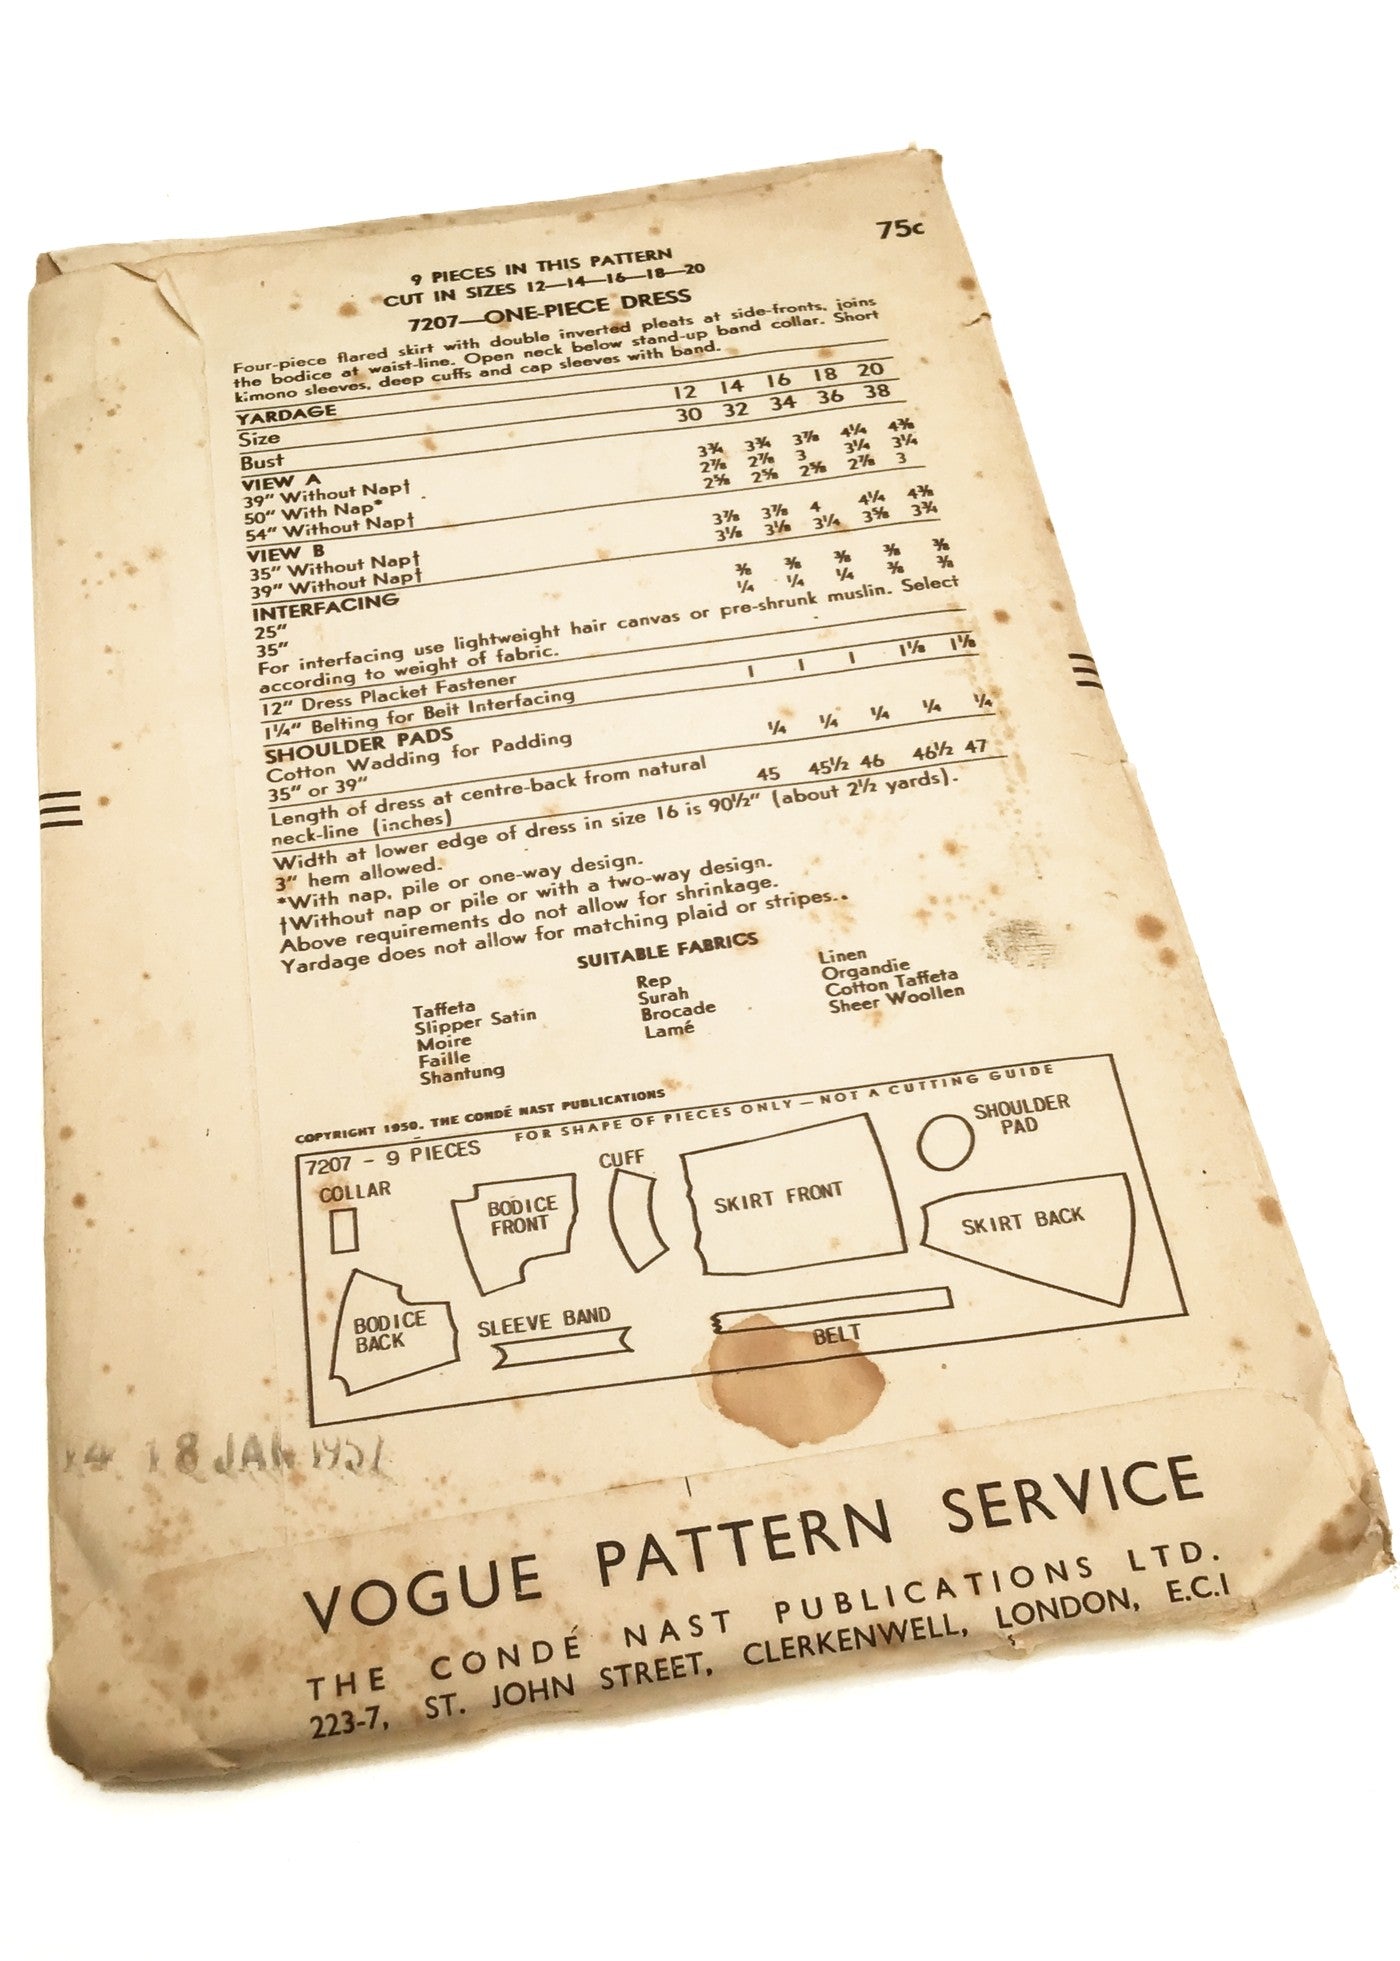 75c
9 PIECES IN THIS PATTERN
CUT IN SIZES 12—14—16—18—20
7207—ONE-PIECE DRESS
Four-piece flared skirt with double inverted pleats at side-fronts, joins
the bodice at waist-line. Open neck below stand-up band collar. Short
kimono sleeves, deep cuffs and cap sleeves with band.
YARDAGE
Size 12 14 16 18 20
Bust 30 32 34 36 38
VIEW A
39" Without Nap† 3¾ 3¾ 3⅞ 4¼ 4⅜
50" With Nap* 2⅞ 2⅞ 3 3¼ 3¼
54" Without Nap† 2⅝ 2⅝ 2⅝ 2⅞ 3
VIEW B
35" Without Nap† 3⅞ 3⅞ 4 4¼ 4⅜
39" Without Nap† 3⅛ 3⅛ 3¼ 3⅝ 3¾
INTERFACING
25" ⅜ ⅜ ⅜ ⅜ ⅜
35" ¼ ¼ ¼ ⅜ ⅜
For interfacing use lightweight hair canvas or pre-shrunk muslin. Select
according to weight of fabric.
12" Dress Placket Fastener
1¼" Belting for Belt Interfacing 1 1 1 1⅛ 1⅛
SHOULDER PADS
Cotton Wadding for Padding
35" or 39" ¼ ¼ ¼ ¼ ¼
Length of dress at centre-back from natural
neck-line (inches) 45 45½ 46 46½ 47
Width at lower edge of dress in size 16 is 90½" (about 2½ yards).
3" hem allowed.
*With nap, pile or one-way design.
†Without nap or pile or with a two-way design.
Above requirements do not allow for shrinkage.
Yardage does not allow for matching plaid or stripes..
SUITABLE FABRICS
Taffeta
Slipper Satin
Moire
Faille
Shantung
Rep
Surah
Brocade
Lamé
Linen
Organdie
Cotton Taffeta
Sheer Woollen
COPYRIGHT 1950. THE CONDÉ NAST PUBLICATIONS
7207 - 9 PIECES
FOR SHAPE OF PIECES ONLY — NOT A CUTTING GUIDE
COLLAR
BODICE
FRONT
CUFF
SKIRT FRONT
SHOULDER
PAD
SKIRT BACK
BODICE
BACK
SLEEVE BAND
BELT
18 JAN 1951
VOGUE PATTERN SERVICE
THE CONDÉ NAST PUBLICATIONS LTD.
223-7, ST. JOHN STREET, CLERKENWELL, LONDON, E.C.1